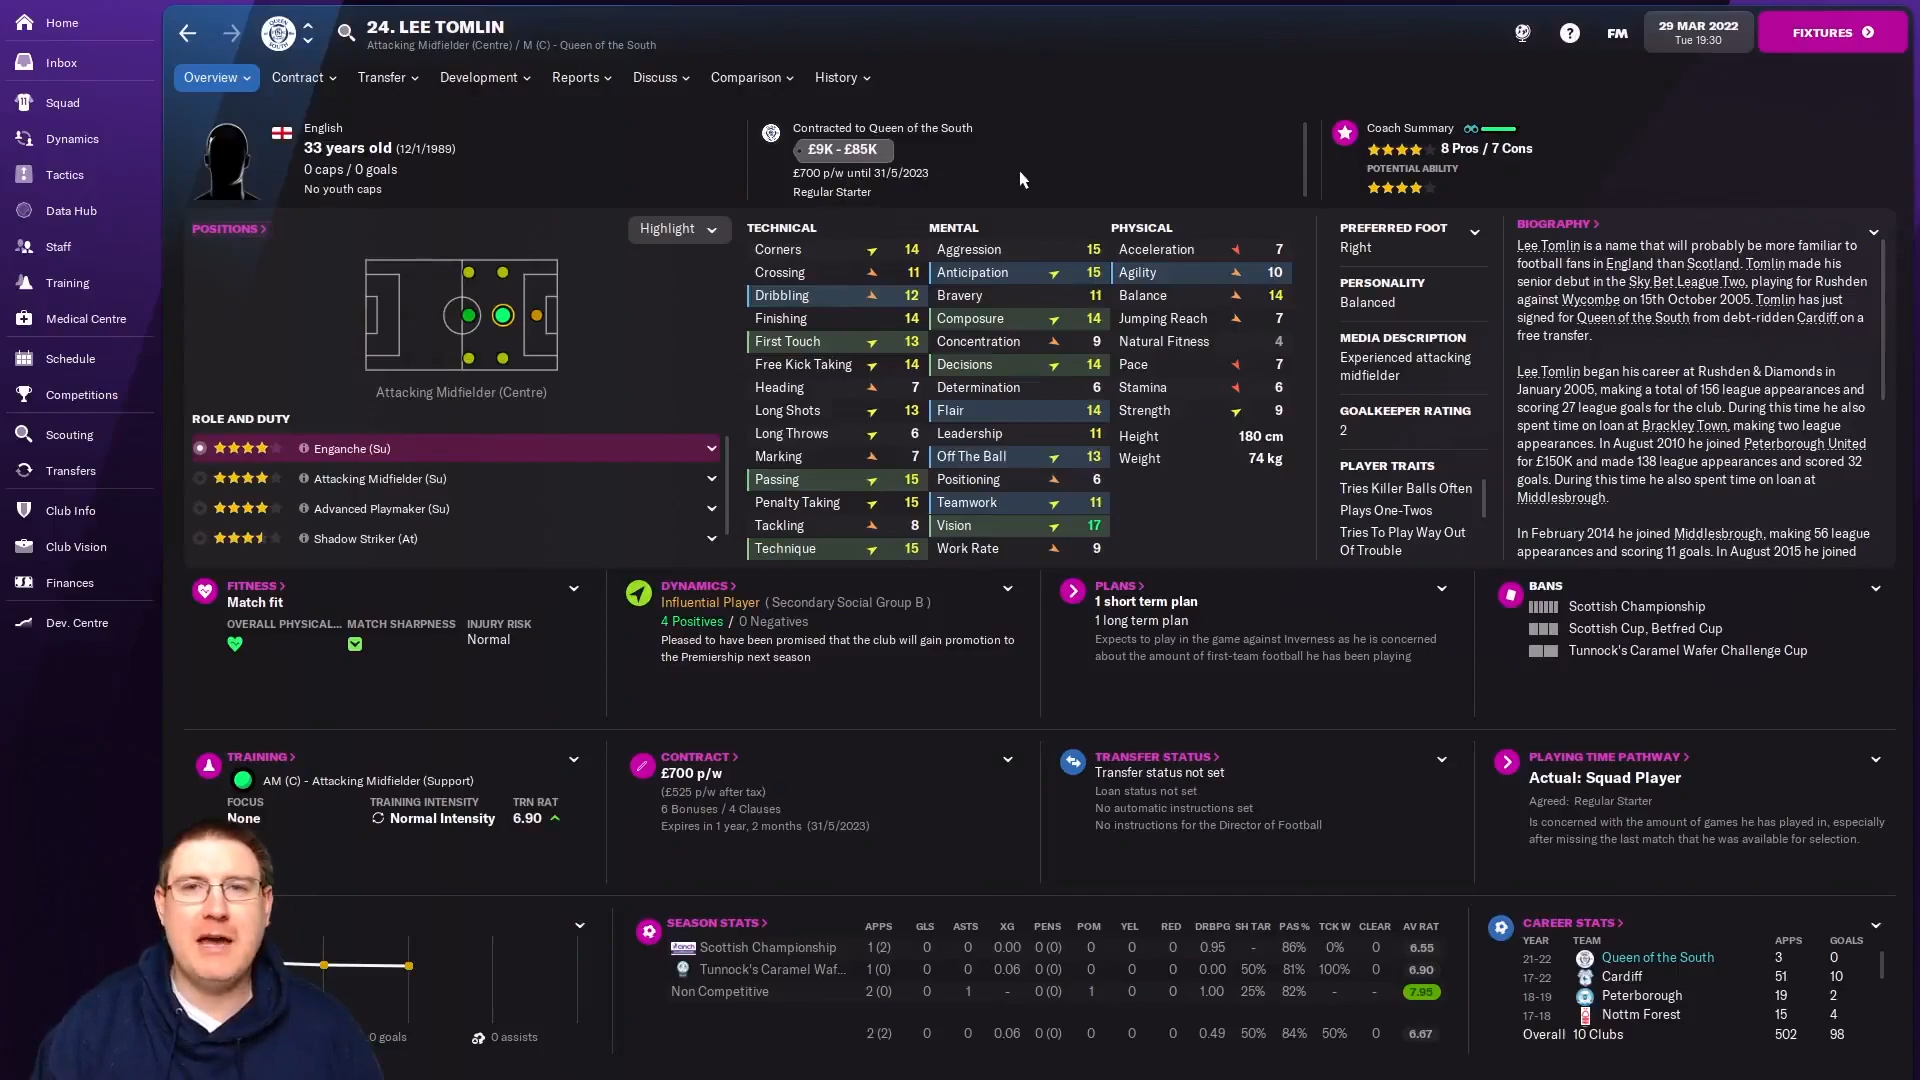 Home
Inbox
Squad
Dynamics
Tactics
Data Hub
Staff
Training
Medical Centre
Schedule
Competitions
Scouting
Transfers
Club Info
Club Vision
Finances
Dev. Centre
24. LEE TOMLIN
Attacking Midfielder (Centre) / M (C) - Queen of the South
FM
29 MAR 2022
Tue 19:30
FIXTURES
Overview Contract Transfer Development Reports Discuss Comparison History
English
33 years old (12/1/1989)
0 caps / 0 goals
No youth caps
Contracted to Queen of the South
£9K - £85K
£700 p/w until 31/5/2023
Regular Starter
Coach Summary
8 Pros / 7 Cons
POTENTIAL ABILITY
POSITIONS >
Highlight
Attacking Midfielder (Centre)
ROLE AND DUTY
Enganche (Su)
Attacking Midfielder (Su)
Advanced Playmaker (Su)
Shadow Striker (At)
TECHNICAL
Corners 14
Crossing 11
Dribbling 12
Finishing 14
First Touch 13
Free Kick Taking 14
Heading 7
Long Shots 13
Long Throws 6
Marking 7
Passing 15
Penalty Taking 15
Tackling 8
Technique 15
MENTAL
Aggression 15
Anticipation 15
Bravery 11
Composure 14
Concentration 9
Decisions 14
Determination 6
Flair 14
Leadership 11
Off The Ball 13
Positioning 6
Teamwork 11
Vision 17
Work Rate 9
PHYSICAL
Acceleration 7
Agility 10
Balance 14
Jumping Reach 7
Natural Fitness 4
Pace 7
Stamina 6
Strength 9
Height 180 cm
Weight 74 kg
PREFERRED FOOT
Right
PERSONALITY
Balanced
MEDIA DESCRIPTION
Experienced attacking
midfielder
GOALKEEPER RATING
2
PLAYER TRAITS
Tries Killer Balls Often
Plays One-Twos
Tries To Play Way Out
Of Trouble
BIOGRAPHY >
Lee Tomlin is a name that will probably be more familiar to
football fans in England than Scotland. Tomlin made his
senior debut in the Sky Bet League Two, playing for Rushden
against Wycombe on 15th October 2005. Tomlin has just
signed for Queen of the South from debt-ridden Cardiff on a
free transfer.
Lee Tomlin began his career at Rushden & Diamonds in
January 2005, making a total of 156 league appearances and
scoring 27 league goals for the club. During this time he also
spent time on loan at Brackley Town, making two league
appearances. In August 2010 he joined Peterborough United
for £150K and made 138 league appearances and scored 32
goals. During this time he also spent time on loan at
Middlesbrough.
In February 2014 he joined Middlesbrough, making 56 league
appearances and scoring 11 goals. In August 2015 he joined
FITNESS >
Match fit
OVERALL PHYSICAL... MATCH SHARPNESS INJURY RISK
Normal
DYNAMICS >
Influential Player ( Secondary Social Group B )
4 Positives / 0 Negatives
Pleased to have been promised that the club will gain promotion to
the Premiership next season
PLANS >
1 short term plan
1 long term plan
Expects to play in the game against Inverness as he is concerned
about the amount of first-team football he has been playing
BANS
Scottish Championship
Scottish Cup, Betfred Cup
Tunnock's Caramel Wafer Challenge Cup
TRAINING >
AM (C) - Attacking Midfielder (Support)
FOCUS TRAINING INTENSITY TRN RAT
None Normal Intensity 6.90
CONTRACT >
£700 p/w
(£525 p/w after tax)
6 Bonuses / 4 Clauses
Expires in 1 year, 2 months (31/5/2023)
TRANSFER STATUS >
Transfer status not set
Loan status not set
No automatic instructions set
No instructions for the Director of Football
PLAYING TIME PATHWAY >
Actual: Squad Player
Agreed: Regular Starter
Is concerned with the amount of games he has played in, especially
after missing the last match that he was available for selection.
0 goals 0 assists
SEASON STATS > APPS GLS ASTS XG PENS POM YEL RED DRBPG SH TAR PAS % TCK W CLEAR AV RAT
Scottish Championship 1 (2) 0 0 0.00 0 (0) 0 0 0 0.95 - 86% 0% 0 6.55
Tunnock's Caramel Waf... 1 (0) 0 0 0.06 0 (0) 0 0 0 0.00 50% 81% 100% 0 6.90
Non Competitive 2 (0) 0 1 - 0 (0) 1 0 0 1.00 25% 82% - - 7.95
2 (2) 0 0 0.06 0 (0) 0 0 0 0.49 50% 84% 50% 0 6.67
CAREER STATS >
YEAR TEAM APPS GOALS
21-22 Queen of the South 3 0
17-22 Cardiff 51 10
18-19 Peterborough 19 2
17-18 Nottm Forest 15 4
Overall 10 Clubs 502 98